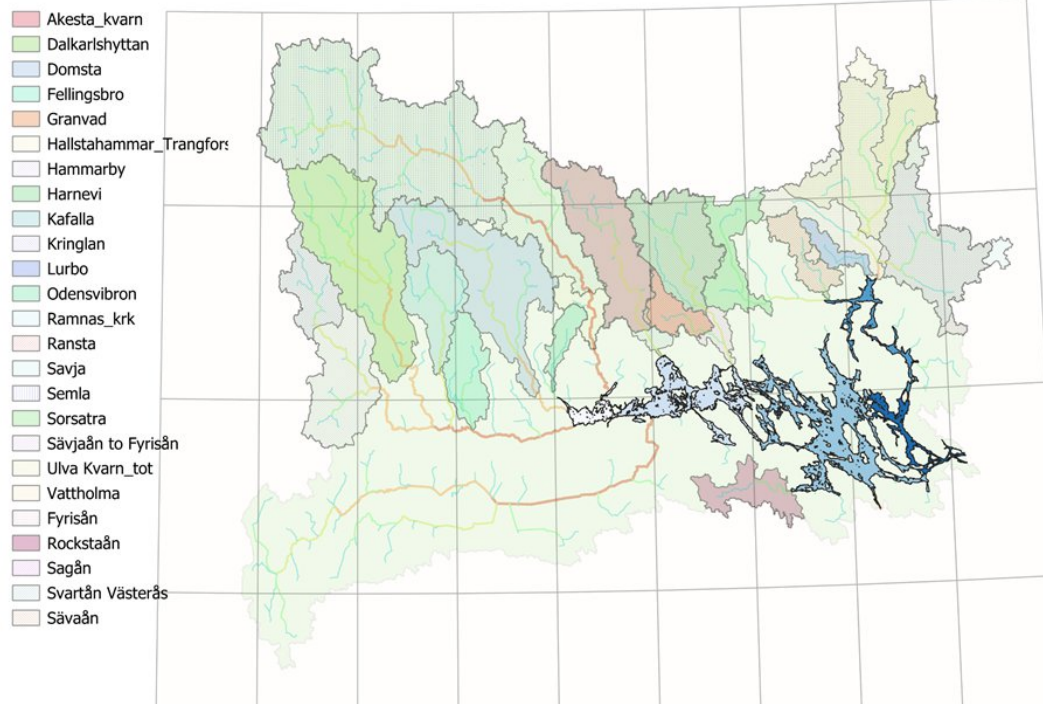 Akesta_kvarn
Dalkarlshyttan
Domsta
Fellingsbro
Granvad
Hallstahammar_Trangfors
Hammarby
Harnevi
Kafalla
Kringlan
Lurbo
Odensvibron
Ramnas_krk
Ransta
Savja
Semla
Sorsatra
Sävjaån to Fyrisån
Ulva Kvarn_tot
Vattholma
Fyrisån
Rockstaån
Sagån
Svartån Västerås
Sävaån